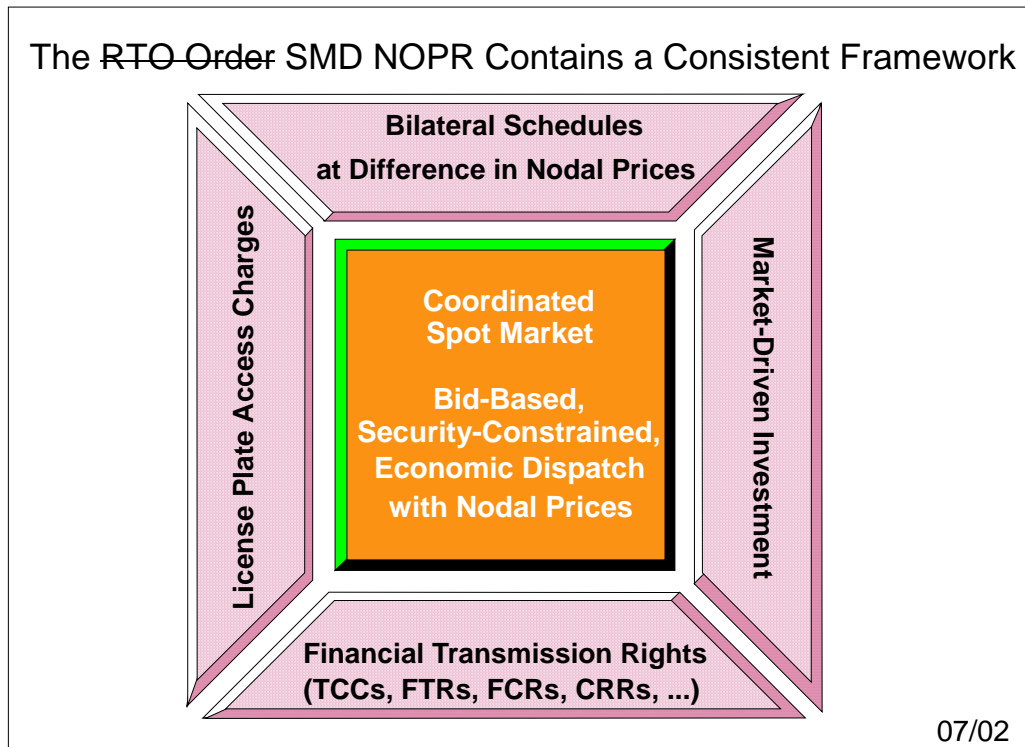 The RTO Order SMD NOPR Contains a Consistent Framework
Bilateral Schedules
at Difference in Nodal Prices
License Plate Access Charges
Coordinated
Spot Market
Bid-Based,
Security-Constrained,
Economic Dispatch
with Nodal Prices
Market-Driven Investment
Financial Transmission Rights
(TCCs, FTRs, FCRs, CRRs, ...)
07/02